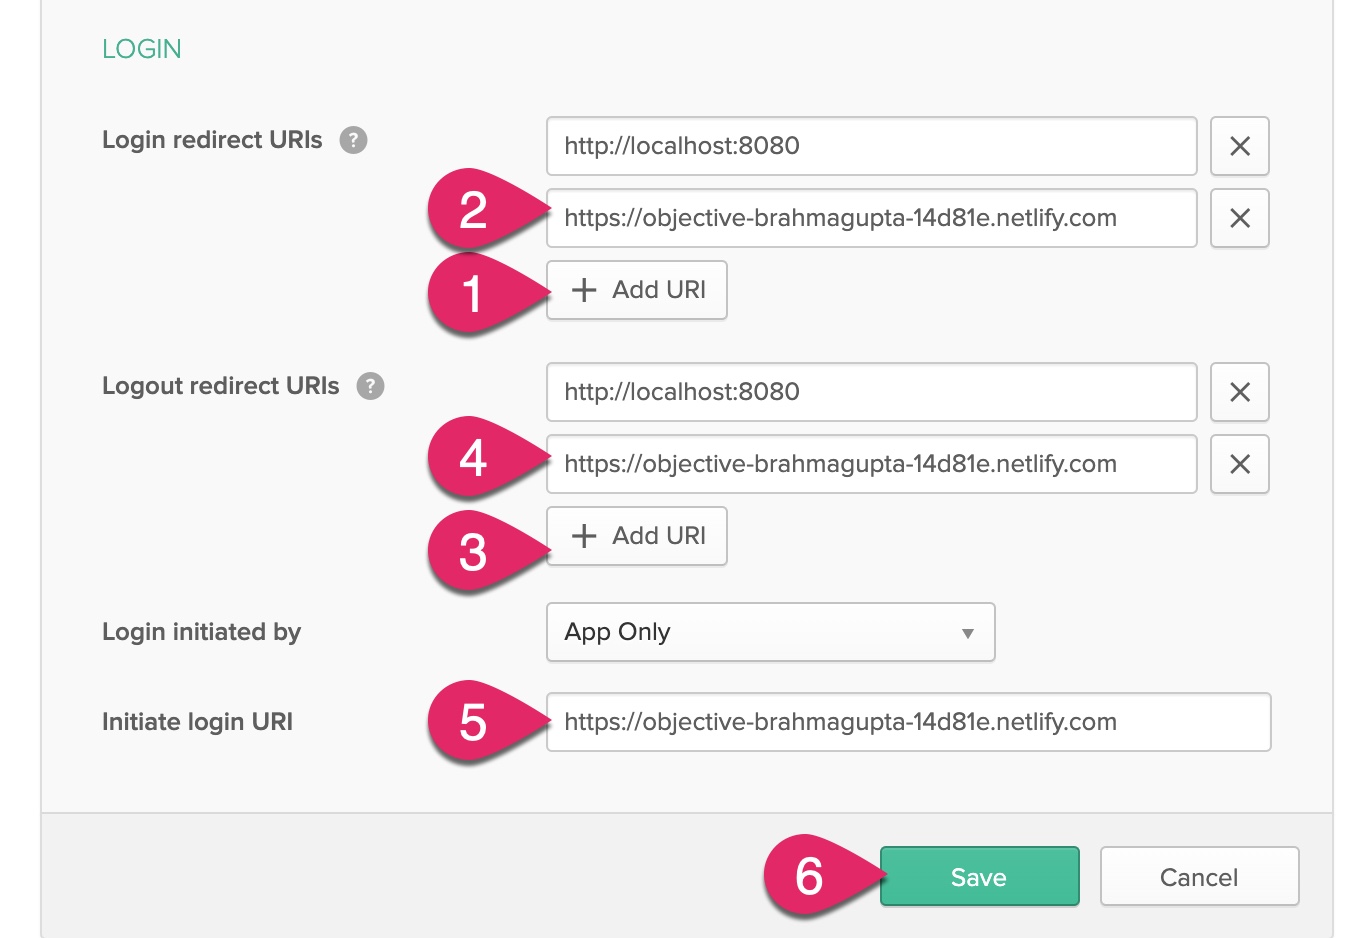 LOGIN
Login redirect URIs ?
http://localhost:8080
2
https://objective-brahmagupta-14d81e.netlify.com
1
+ Add URI
Logout redirect URIs ?
http://localhost:8080
4
https://objective-brahmagupta-14d81e.netlify.com
3
+ Add URI
Login initiated by
App Only
Initiate login URI
5
https://objective-brahmagupta-14d81e.netlify.com
6
Save
Cancel